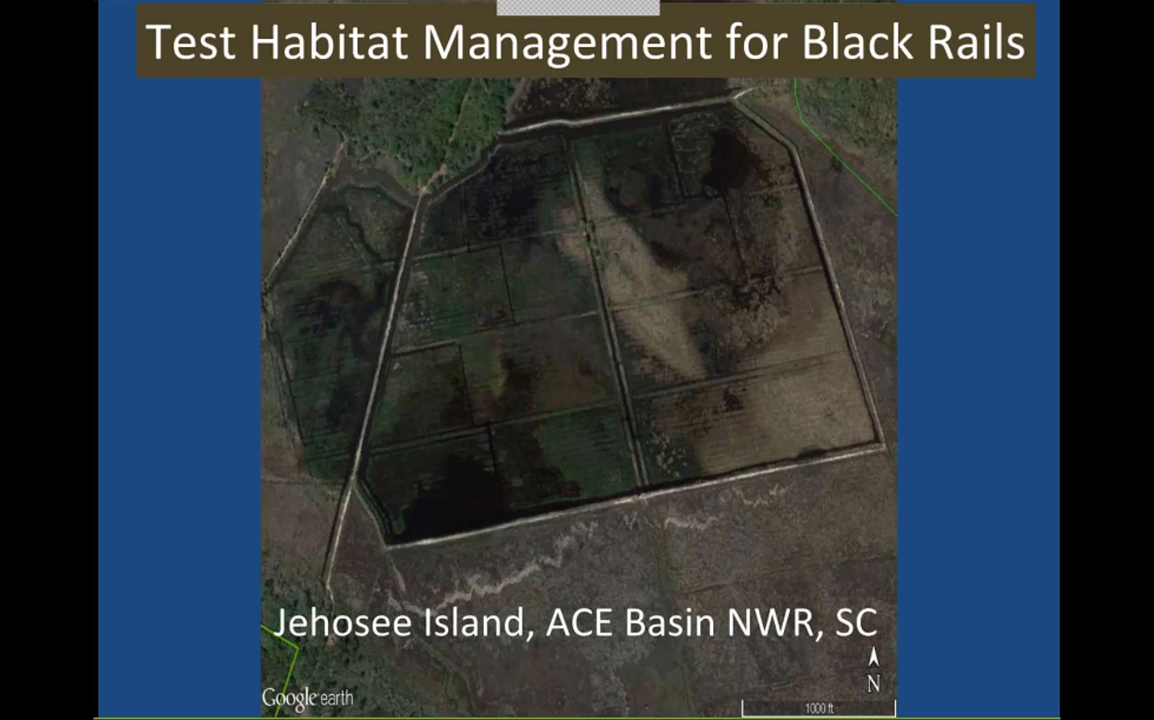 Test Habitat Management for Black Rails
Jehosee Island, ACE Basin NWR, SC
N
Google earth
1000 ft